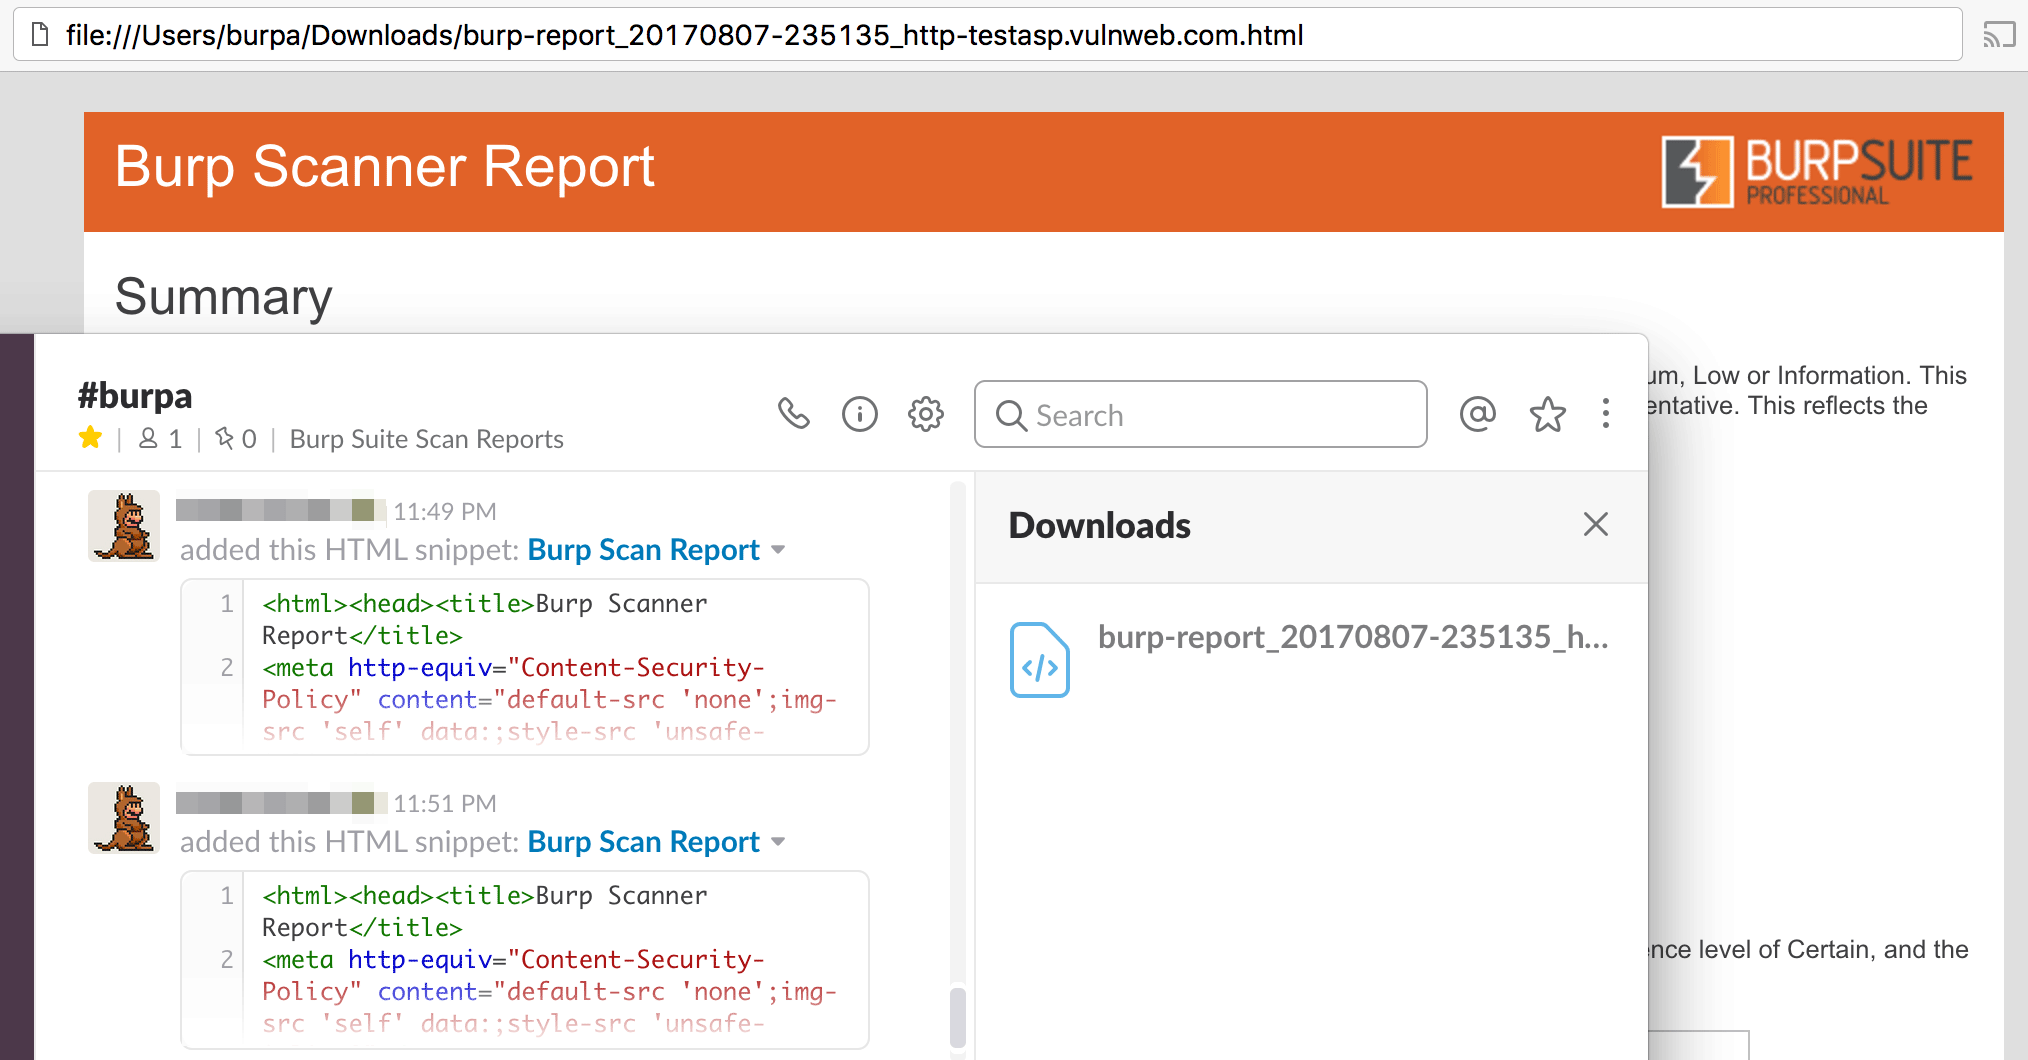 file:///Users/burpa/Downloads/burp-report_20170807-235135_http-testasp.vulnweb.com.html
Burp Scanner Report
BURPSUITE
PROFESSIONAL
Summary
Low or Information. This
This reflects the
level of Certain, and the
#burpa
| 1 | 0 | Burp Suite Scan Reports
Search
11:49 PM
added this HTML snippet: Burp Scan Report
1 <html><head><title>Burp Scanner
Report</title>
2 <meta http-equiv="Content-Security-
Policy" content="default-src 'none';img-
src 'self' data:;style-src 'unsafe-
11:51 PM
added this HTML snippet: Burp Scan Report
1 <html><head><title>Burp Scanner
Report</title>
2 <meta http-equiv="Content-Security-
Policy" content="default-src 'none';img-
src 'self' data:;style-src 'unsafe-
Downloads
burp-report_20170807-235135_h...